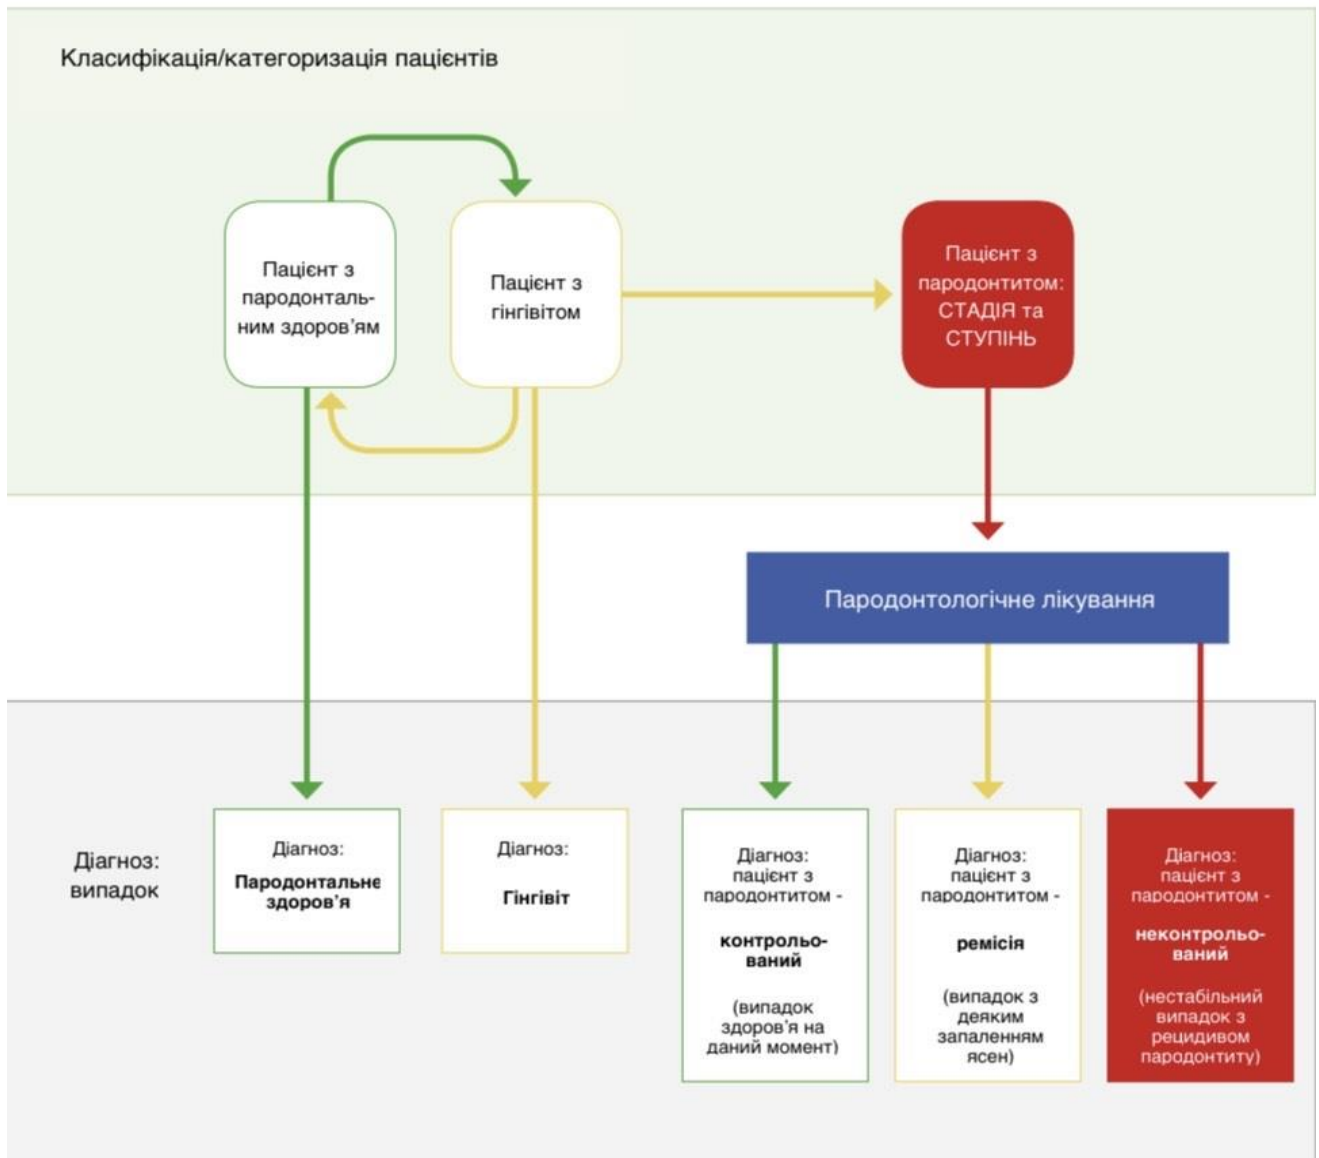 Класифікація/категоризація пацієнтів
Пацієнт з
пародонталь-
ним здоров’ям
Пацієнт з
гінгівітом
Пацієнт з
пародонтитом:
СТАДІЯ та
СТУПІНЬ
Пародонтологічне лікування
Діагноз:
випадок
Діагноз:
Пародонтальне
здоров’я
Діагноз:
Гінгівіт
Діагноз:
пацієнт з
пародонтитом -
контрольо-
ваний
(випадок
здоров’я на
даний момент)
Діагноз:
пацієнт з
пародонтитом -
ремісія
(випадок з
деяким
запаленням
ясен)
Діагноз:
пацієнт з
пародонтитом -
неконтрольо-
ваний
(нестабільний
випадок з
рецидивом
пародонтиту)